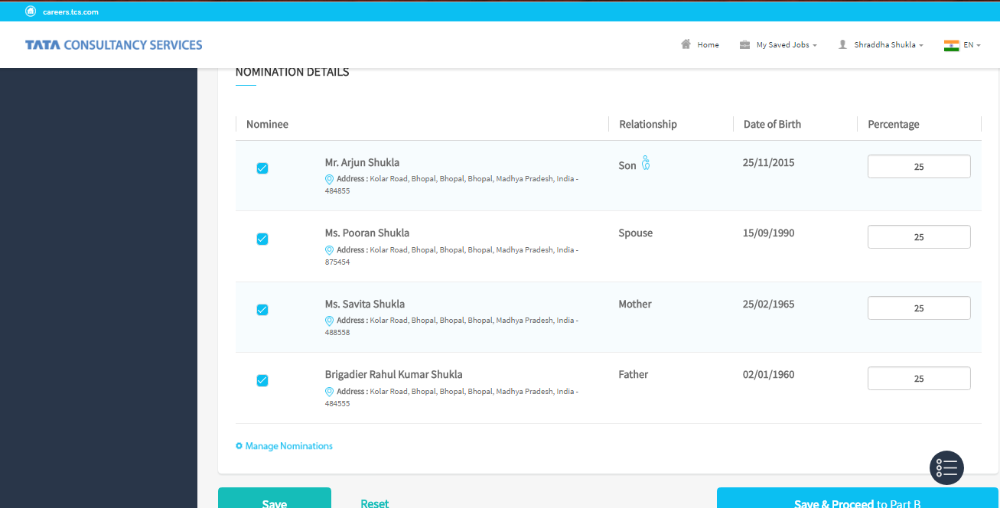 careers.tcs.com
TATA CONSULTANCY SERVICES
Home
My Saved Jobs
Shraddha Shukla
EN
NOMINATION DETAILS
Nominee Relationship Date of Birth Percentage
Mr. Arjun Shukla Son 25/11/2015 25
Address : Kolar Road, Bhopal, Bhopal, Bhopal, Madhya Pradesh, India -
484855
Ms. Pooran Shukla Spouse 15/09/1990 25
Address : Kolar Road, Bhopal, Bhopal, Bhopal, Madhya Pradesh, India -
875454
Ms. Savita Shukla Mother 25/02/1965 25
Address : Kolar Road, Bhopal, Bhopal, Bhopal, Madhya Pradesh, India -
488558
Brigadier Rahul Kumar Shukla Father 02/01/1960 25
Address : Kolar Road, Bhopal, Bhopal, Bhopal, Madhya Pradesh, India -
484555
Manage Nominations
Save Reset Save & Proceed to Part B